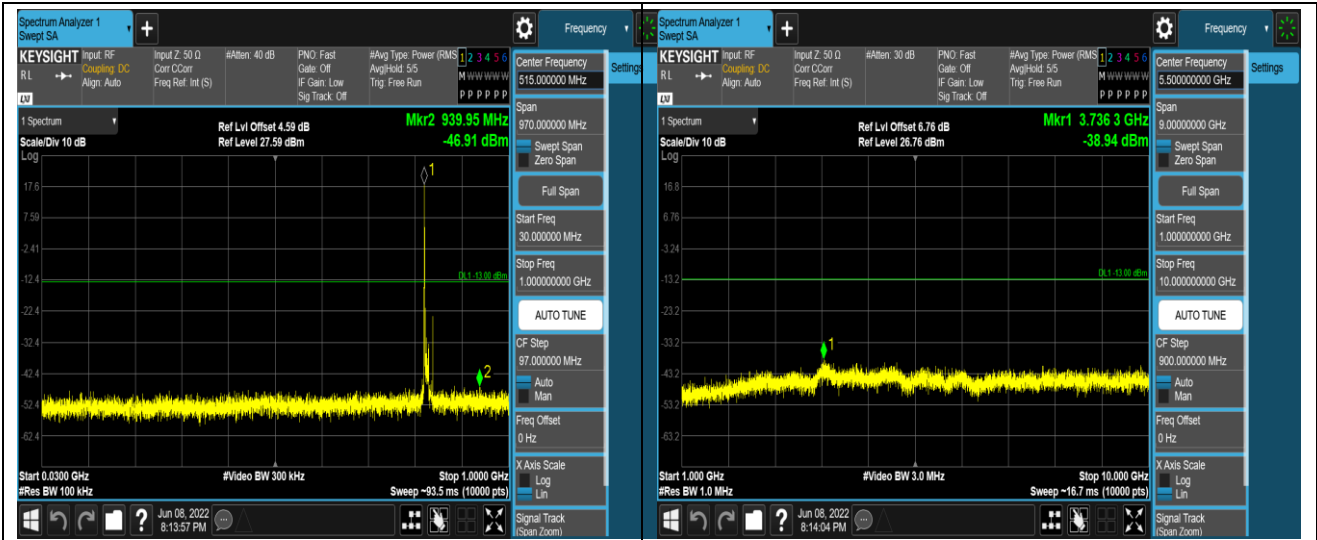 Spectrum Analyzer 1
Swept SA
+
Frequency
KEYSIGHT
RL
LXI
Input: RF
Coupling: DC
Align: Auto
Input Z: 50 Ω
Corr CCorr
Freq Ref: Int (S)
#Atten: 40 dB
PNO: Fast
Gate: Off
IF Gain: Low
Sig Track: Off
#Avg Type: Power (RMS
Avg|Hold: 5/5
Trig: Free Run
1 2 3 4 5 6
M W W W W W
P P P P P P
Center Frequency
515.000000 MHz
Settings
1 Spectrum
Scale/Div 10 dB
Log
Ref Lvl Offset 4.59 dB
Ref Level 27.59 dBm
Mkr2 939.95 MHz
-46.91 dBm
Span
970.000000 MHz
Swept Span
Zero Span
Full Span
Start Freq
30.000000 MHz
Stop Freq
1.000000000 GHz
AUTO TUNE
CF Step
97.000000 MHz
Auto
Man
Freq Offset
0 Hz
X Axis Scale
Log
Lin
Signal Track
(Span Zoom)
1
17.6
7.59
-2.41
DL1 -13.00 dBm
-12.4
-22.4
-32.4
-42.4
2
-52.4
-62.4
Start 0.0300 GHz
#Res BW 100 kHz
#Video BW 300 kHz
Stop 1.0000 GHz
Sweep ~93.5 ms (10000 pts)
?
Jun 08, 2022
8:13:57 PM
Spectrum Analyzer 1
Swept SA
+
Frequency
KEYSIGHT
RL
LXI
Input: RF
Coupling: DC
Align: Auto
Input Z: 50 Ω
Corr CCorr
Freq Ref: Int (S)
#Atten: 30 dB
PNO: Fast
Gate: Off
IF Gain: Low
Sig Track: Off
#Avg Type: Power (RMS
Avg|Hold: 5/5
Trig: Free Run
1 2 3 4 5 6
M W W W W W
P P P P P P
Center Frequency
5.500000000 GHz
Settings
1 Spectrum
Scale/Div 10 dB
Log
Ref Lvl Offset 6.76 dB
Ref Level 26.76 dBm
Mkr1 3.736 3 GHz
-38.94 dBm
Span
9.00000000 GHz
Swept Span
Zero Span
Full Span
Start Freq
1.000000000 GHz
Stop Freq
10.000000000 GHz
AUTO TUNE
CF Step
900.000000 MHz
Auto
Man
Freq Offset
0 Hz
X Axis Scale
Log
Lin
Signal Track
(Span Zoom)
16.8
6.76
-3.24
DL1 -13.00 dBm
-13.2
-23.2
-33.2
1
-43.2
-53.2
-63.2
Start 1.000 GHz
#Res BW 1.0 MHz
#Video BW 3.0 MHz
Stop 10.000 GHz
Sweep ~16.7 ms (10000 pts)
?
Jun 08, 2022
8:14:04 PM